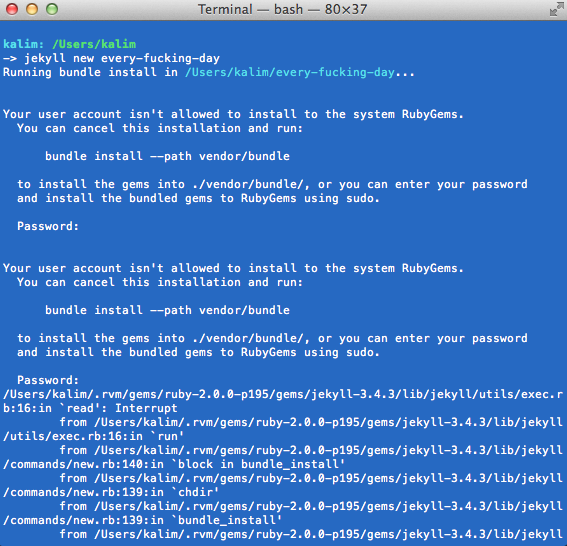 Terminal — bash — 80×37
kalim: /Users/kalim
—> jekyll new every-fucking-day
Running bundle install in /Users/kalim/every-fucking-day...
Your user account isn't allowed to install to the system RubyGems.
You can cancel this installation and run:
bundle install --path vendor/bundle
to install the gems into ./vendor/bundle/, or you can enter your password
and install the bundled gems to RubyGems using sudo.
Password:
Your user account isn't allowed to install to the system RubyGems.
You can cancel this installation and run:
bundle install --path vendor/bundle
to install the gems into ./vendor/bundle/, or you can enter your password
and install the bundled gems to RubyGems using sudo.
Password:
/Users/kalim/.rvm/gems/ruby-2.0.0-p195/gems/jekyll-3.4.3/lib/jekyll/utils/exec.r
b:16:in `read': Interrupt
from /Users/kalim/.rvm/gems/ruby-2.0.0-p195/gems/jekyll-3.4.3/lib/jekyll
/utils/exec.rb:16:in `run'
from /Users/kalim/.rvm/gems/ruby-2.0.0-p195/gems/jekyll-3.4.3/lib/jekyll
/commands/new.rb:140:in `block in bundle_install'
from /Users/kalim/.rvm/gems/ruby-2.0.0-p195/gems/jekyll-3.4.3/lib/jekyll
/commands/new.rb:139:in `chdir'
from /Users/kalim/.rvm/gems/ruby-2.0.0-p195/gems/jekyll-3.4.3/lib/jekyll
/commands/new.rb:139:in `bundle_install'
from /Users/kalim/.rvm/gems/ruby-2.0.0-p195/gems/jekyll-3.4.3/lib/jekyll